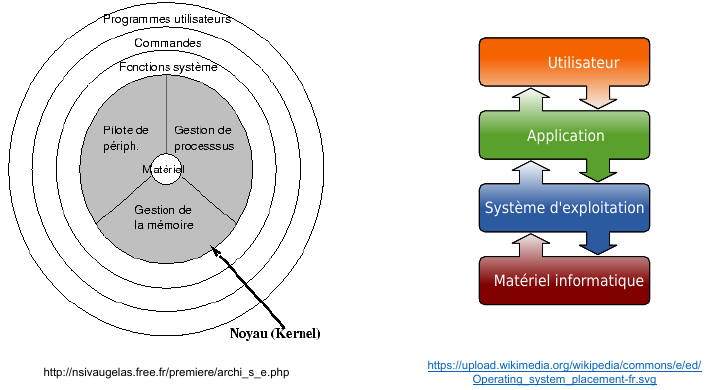 Programmes utilisateurs
Commandes
Fonctions système
Pilote de
périph.
Gestion de
processsus
Matériel
Gestion de
la mémoire
Noyau (Kernel)
http://nsivaugelas.free.fr/premiere/archi_s_e.php
Utilisateur
Application
Système d'exploitation
Matériel informatique
https://upload.wikimedia.org/wikipedia/commons/e/ed/
Operating_system_placement-fr.svg